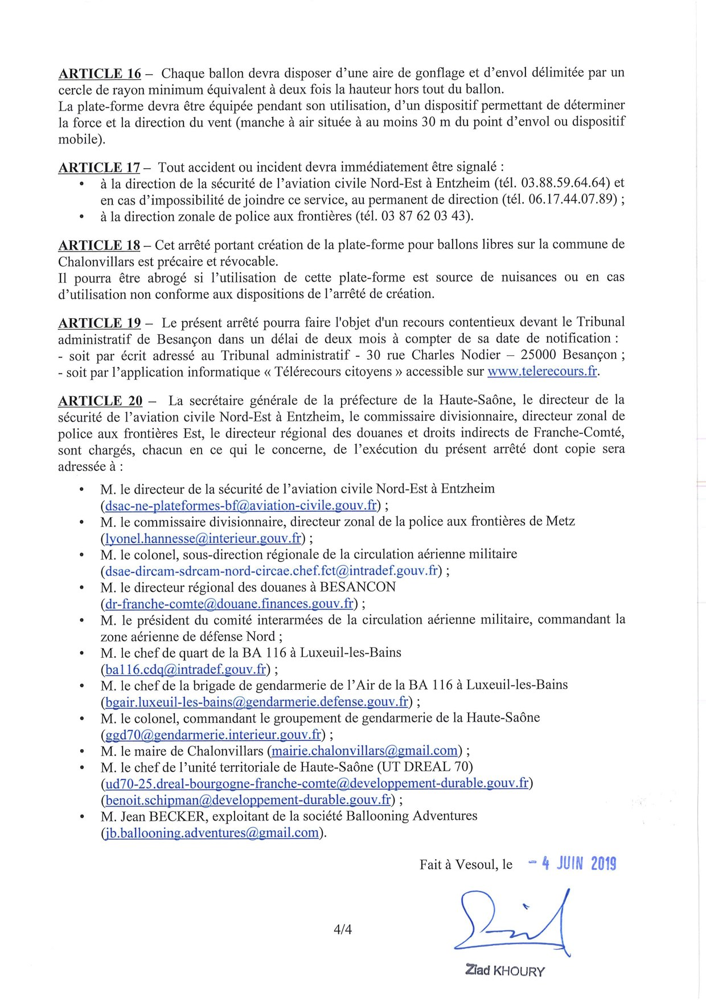 ARTICLE 16 – Chaque ballon devra disposer d’une aire de gonflage et d’envol délimitée par un
cercle de rayon minimum équivalent à deux fois la hauteur hors tout du ballon.
La plate-forme devra être équipée pendant son utilisation, d’un dispositif permettant de déterminer
la force et la direction du vent (manche à air située à au moins 30 m du point d’envol ou dispositif
mobile).
ARTICLE 17 – Tout accident ou incident devra immédiatement être signalé :
• à la direction de la sécurité de l’aviation civile Nord-Est à Entzheim (tél. 03.88.59.64.64) et
en cas d’impossibilité de joindre ce service, au permanent de direction (tél. 06.17.44.07.89) ;
• à la direction zonale de police aux frontières (tél. 03 87 62 03 43).
ARTICLE 18 – Cet arrêté portant création de la plate-forme pour ballons libres sur la commune de
Chalonvillars est précaire et révocable.
Il pourra être abrogé si l’utilisation de cette plate-forme est source de nuisances ou en cas
d’utilisation non conforme aux dispositions de l’arrêté de création.
ARTICLE 19 – Le présent arrêté pourra faire l'objet d'un recours contentieux devant le Tribunal
administratif de Besançon dans un délai de deux mois à compter de sa date de notification :
- soit par écrit adressé au Tribunal administratif - 30 rue Charles Nodier – 25000 Besançon ;
- soit par l’application informatique « Télérecours citoyens » accessible sur www.telerecours.fr.
ARTICLE 20 – La secrétaire générale de la préfecture de la Haute-Saône, le directeur de la
sécurité de l’aviation civile Nord-Est à Entzheim, le commissaire divisionnaire, directeur zonal de
police aux frontières Est, le directeur régional des douanes et droits indirects de Franche-Comté,
sont chargés, chacun en ce qui le concerne, de l’exécution du présent arrêté dont copie sera
adressée à :
• M. le directeur de la sécurité de l’aviation civile Nord-Est à Entzheim
(dsac-ne-plateformes-bf@aviation-civile.gouv.fr) ;
• M. le commissaire divisionnaire, directeur zonal de la police aux frontières de Metz
(lyonel.hannesse@interieur.gouv.fr) ;
• M. le colonel, sous-direction régionale de la circulation aérienne militaire
(dsae-dircam-sdrcam-nord-circae.chef.fct@intradef.gouv.fr) ;
• M. le directeur régional des douanes à BESANCON
(dr-franche-comte@douane.finances.gouv.fr) ;
• M. le président du comité interarmées de la circulation aérienne militaire, commandant la
zone aérienne de défense Nord ;
• M. le chef de quart de la BA 116 à Luxeuil-les-Bains
(ba116.cdq@intradef.gouv.fr) ;
• M. le chef de la brigade de gendarmerie de l’Air de la BA 116 à Luxeuil-les-Bains
(bgair.luxeuil-les-bains@gendarmerie.defense.gouv.fr) ;
• M. le colonel, commandant le groupement de gendarmerie de la Haute-Saône
(ggd70@gendarmerie.interieur.gouv.fr) ;
• M. le maire de Chalonvillars (mairie.chalonvillars@gmail.com) ;
• M. le chef de l’unité territoriale de Haute-Saône (UT DREAL 70)
(ud70-25.dreal-bourgogne-franche-comte@developpement-durable.gouv.fr)
(benoit.schipman@developpement-durable.gouv.fr) ;
• M. Jean BECKER, exploitant de la société Ballooning Adventures
(jb.ballooning.adventures@gmail.com).
Fait à Vesoul, le - 4 JUIN 2019
4/4
Ziad KHOURY